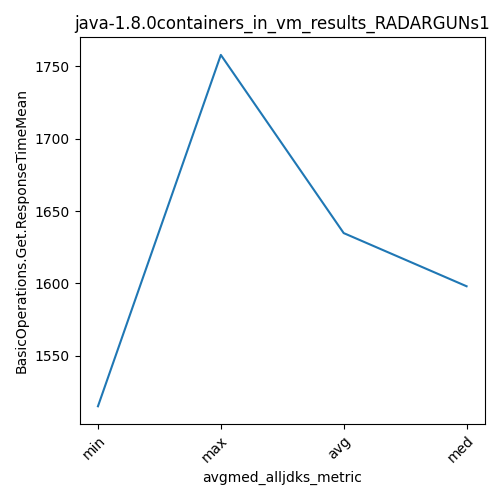 java-1.8.0containers_in_vm_results_RADARGUNs1
BasicOperations.Get.ResponseTimeMean
1750
1700
1650
1600
1550
min
max
avg
med
avgmed_alljdks_metric